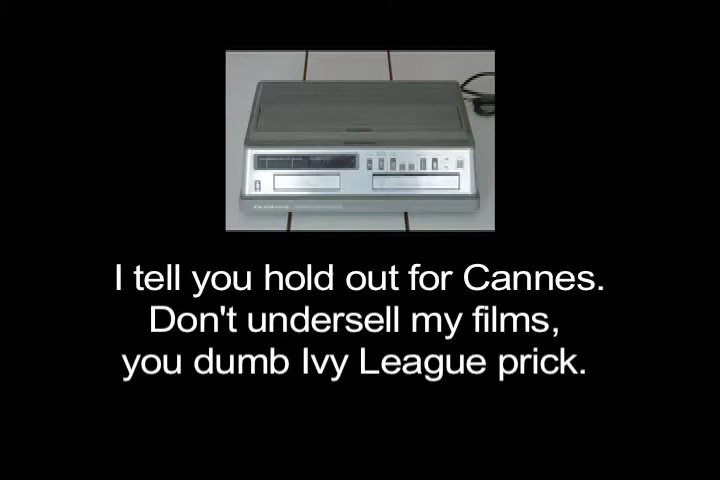 I tell you hold out for Cannes.
Don't undersell my films,
you dumb Ivy League prick.